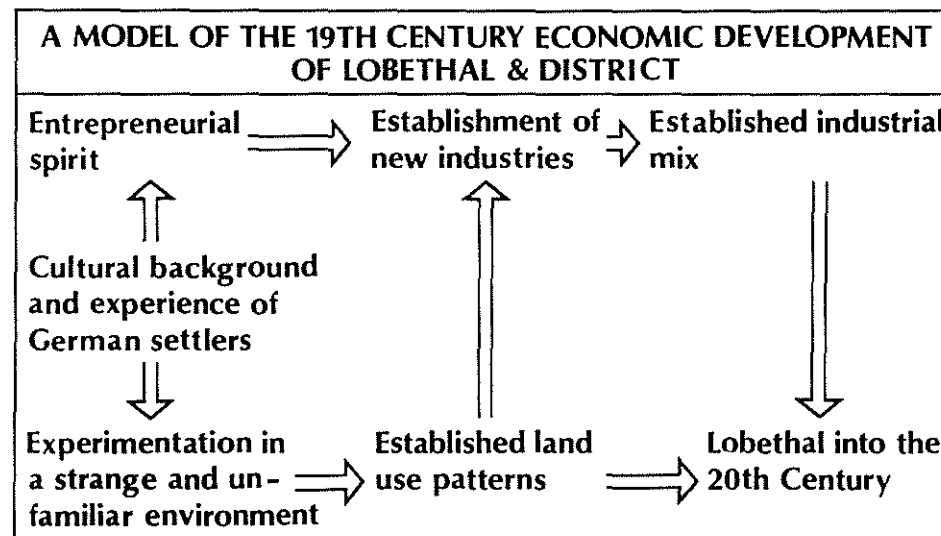 A MODEL OF THE 19TH CENTURY ECONOMIC DEVELOPMENT
OF LOBETHAL & DISTRICT
Entrepreneurial
spirit
Establishment of
new industries
Established industrial
mix
Cultural background
and experience of
German settlers
Experimentation in
a strange and un-
familiar environment
Established land
use patterns
Lobethal into the
20th Century